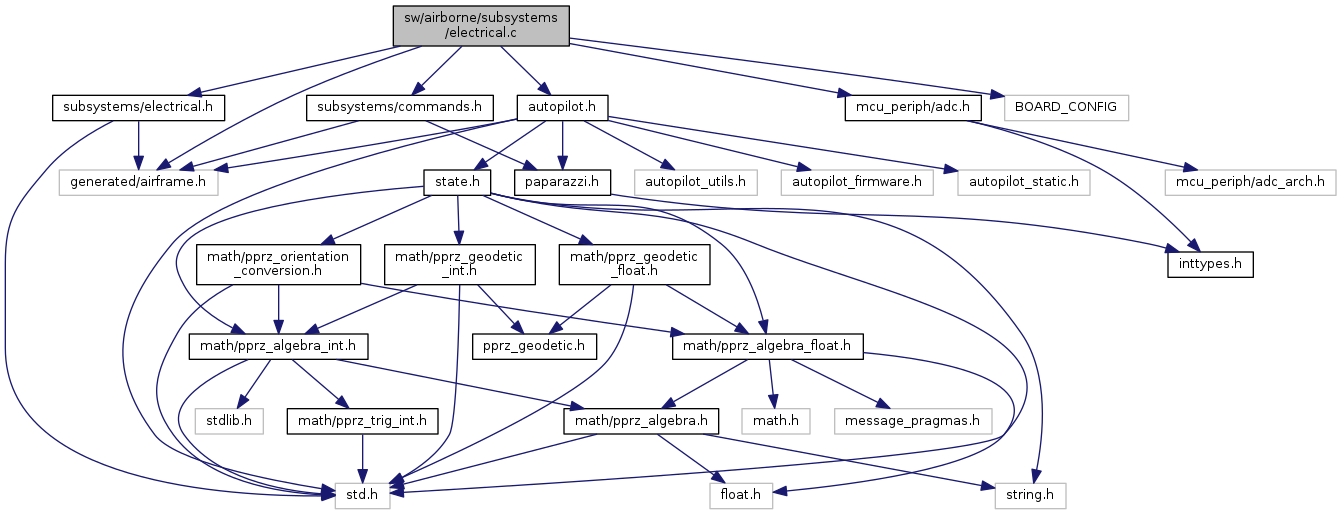 sw/airborne/subsystems
/electrical.c
subsystems/electrical.h
subsystems/commands.h
autopilot.h
mcu_periph/adc.h
BOARD_CONFIG
generated/airframe.h
state.h
paparazzi.h
autopilot_utils.h
autopilot_firmware.h
autopilot_static.h
mcu_periph/adc_arch.h
math/pprz_orientation
_conversion.h
math/pprz_geodetic
_int.h
math/pprz_geodetic
_float.h
inttypes.h
math/pprz_algebra_int.h
pprz_geodetic.h
math/pprz_algebra_float.h
stdlib.h
math/pprz_trig_int.h
math/pprz_algebra.h
math.h
message_pragmas.h
std.h
float.h
string.h